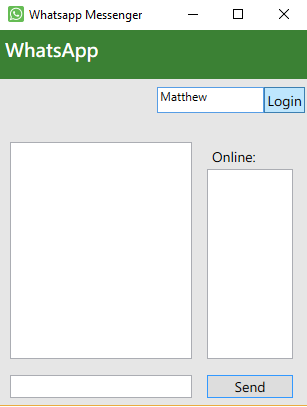 Whatsapp Messenger
WhatsApp
Matthew
Login
Online:
Send